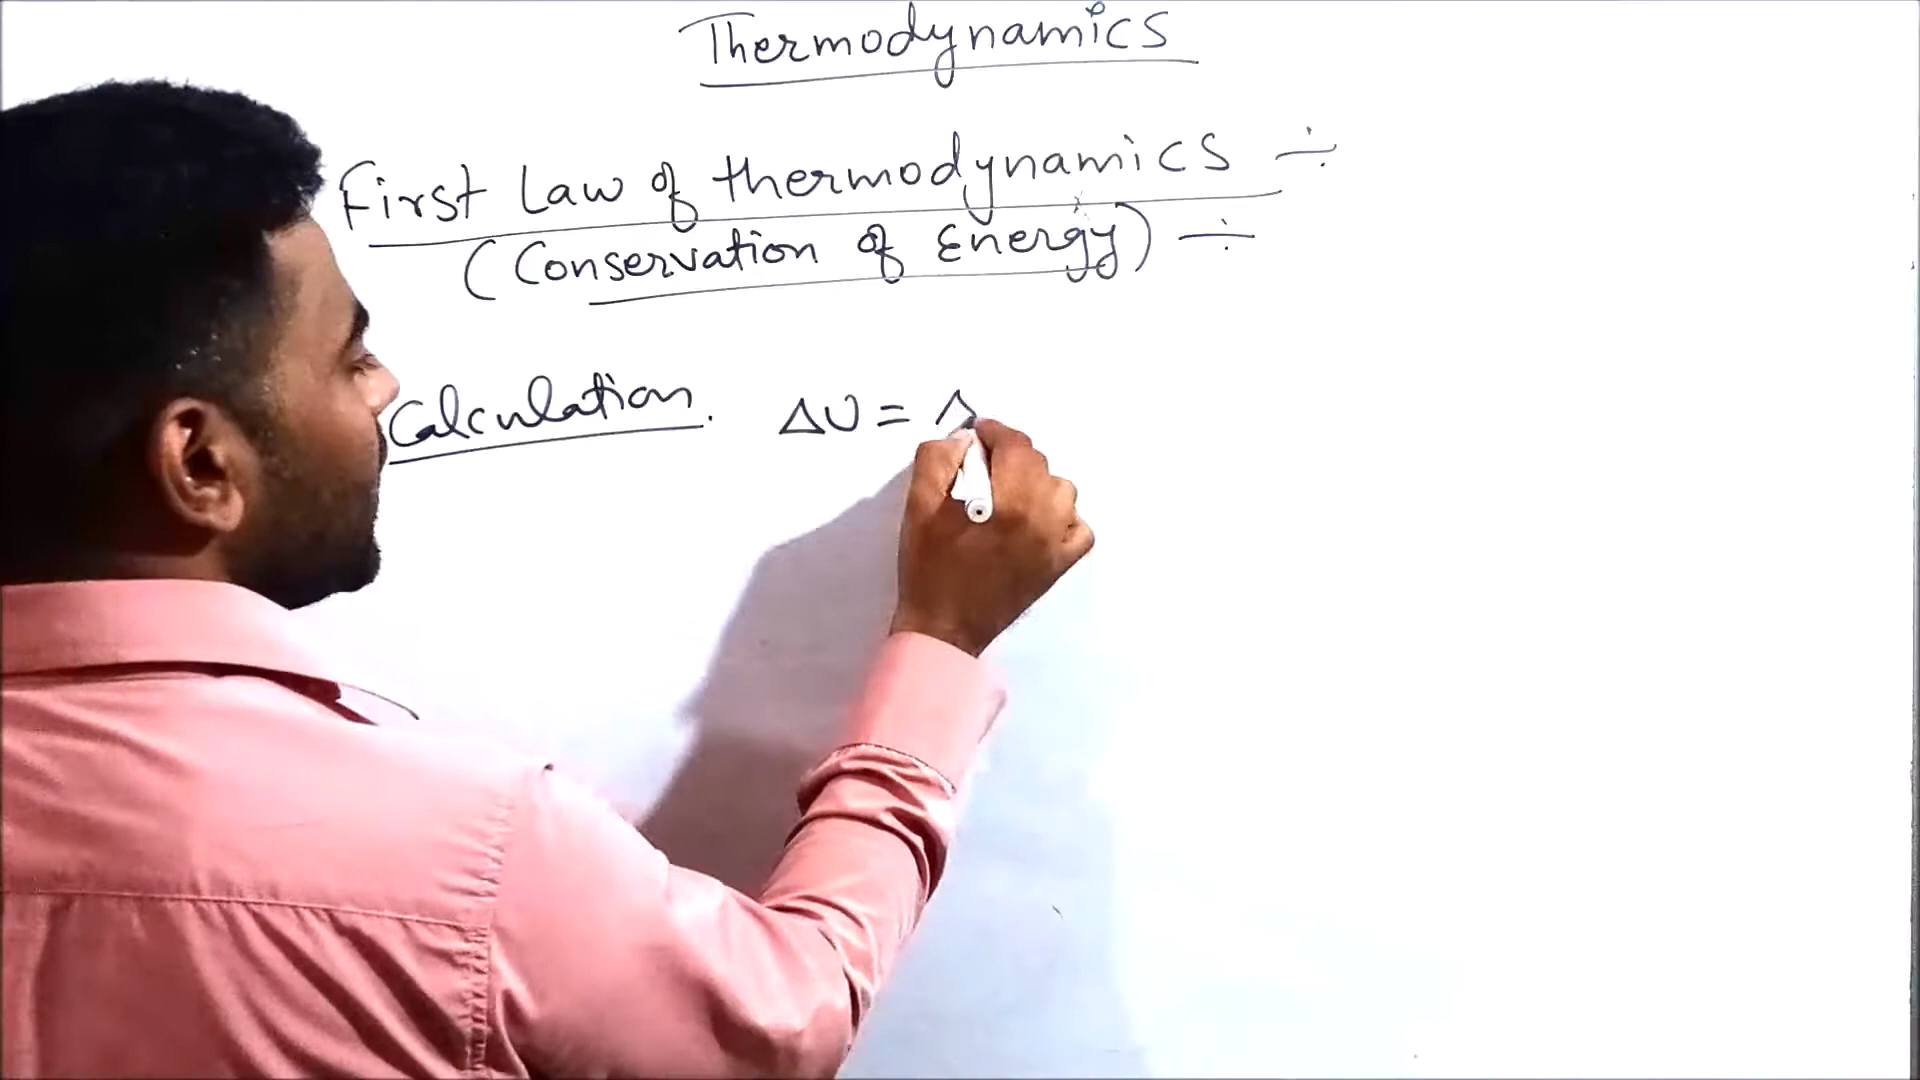 Thermodynamics
First Law of thermodynamics ÷
(Conservation of Energy) ÷
Calculation. ΔU = Δ